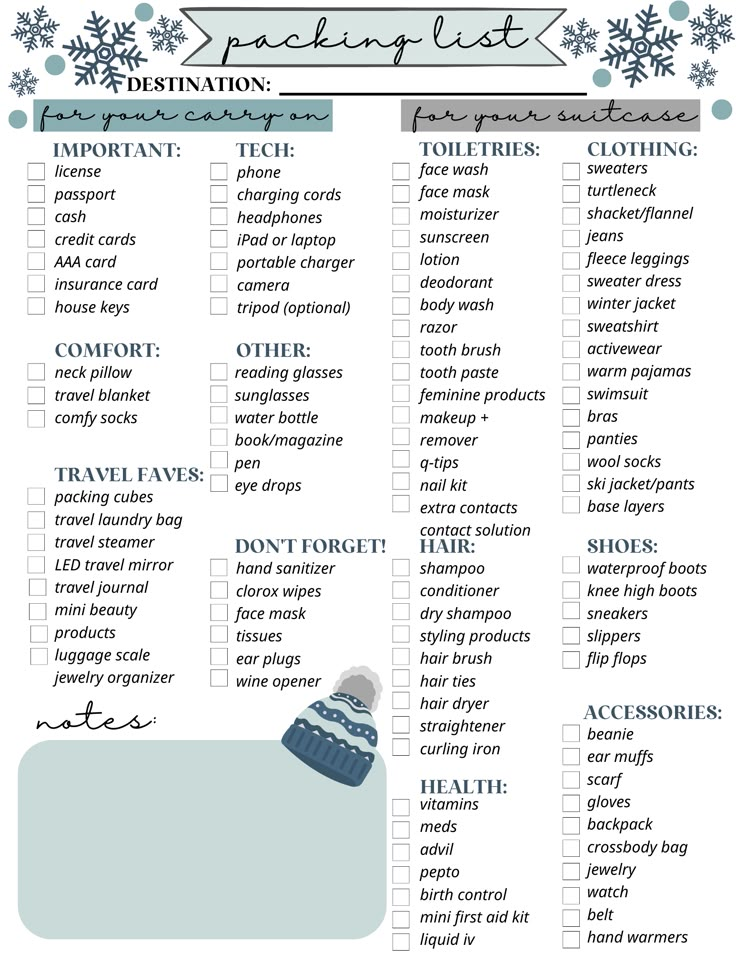 packing list
DESTINATION:
for your carry on
IMPORTANT:
license
passport
cash
credit cards
AAA card
insurance card
house keys
COMFORT:
neck pillow
travel blanket
comfy socks
TRAVEL FAVES:
packing cubes
travel laundry bag
travel steamer
LED travel mirror
travel journal
mini beauty
products
luggage scale
jewelry organizer
TECH:
phone
charging cords
headphones
iPad or laptop
portable charger
camera
tripod (optional)
OTHER:
reading glasses
sunglasses
water bottle
book/magazine
pen
eye drops
DON'T FORGET!
hand sanitizer
clorox wipes
face mask
tissues
ear plugs
wine opener
notes:
for your suitcase
TOILETRIES:
face wash
face mask
moisturizer
sunscreen
lotion
deodorant
body wash
razor
tooth brush
tooth paste
feminine products
makeup +
remover
q-tips
nail kit
extra contacts
contact solution
HAIR:
shampoo
conditioner
dry shampoo
styling products
hair brush
hair ties
hair dryer
straightener
curling iron
HEALTH:
vitamins
meds
advil
pepto
birth control
mini first aid kit
liquid iv
CLOTHING:
sweaters
turtleneck
shacket/flannel
jeans
fleece leggings
sweater dress
winter jacket
sweatshirt
activewear
warm pajamas
swimsuit
bras
panties
wool socks
ski jacket/pants
base layers
SHOES:
waterproof boots
knee high boots
sneakers
slippers
flip flops
ACCESSORIES:
beanie
ear muffs
scarf
gloves
backpack
crossbody bag
jewelry
watch
belt
hand warmers